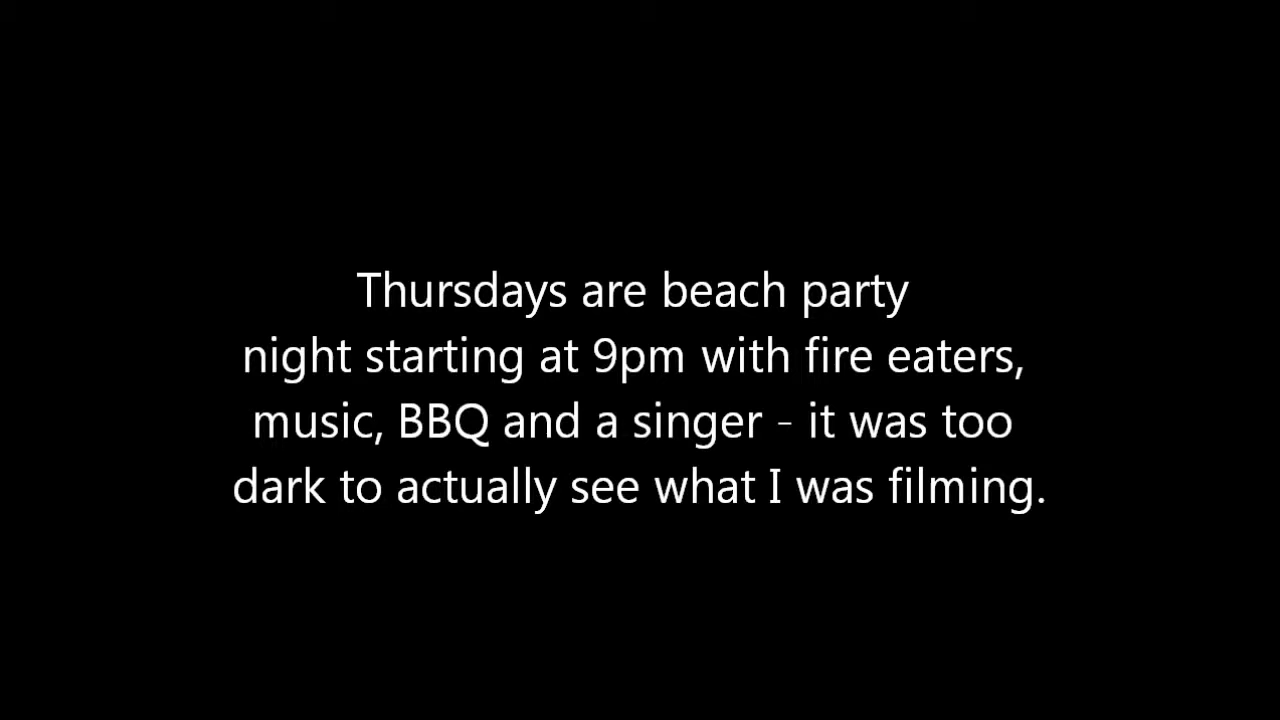 Thursdays are beach party
night starting at 9pm with fire eaters,
music, BBQ and a singer - it was too
dark to actually see what I was filming.